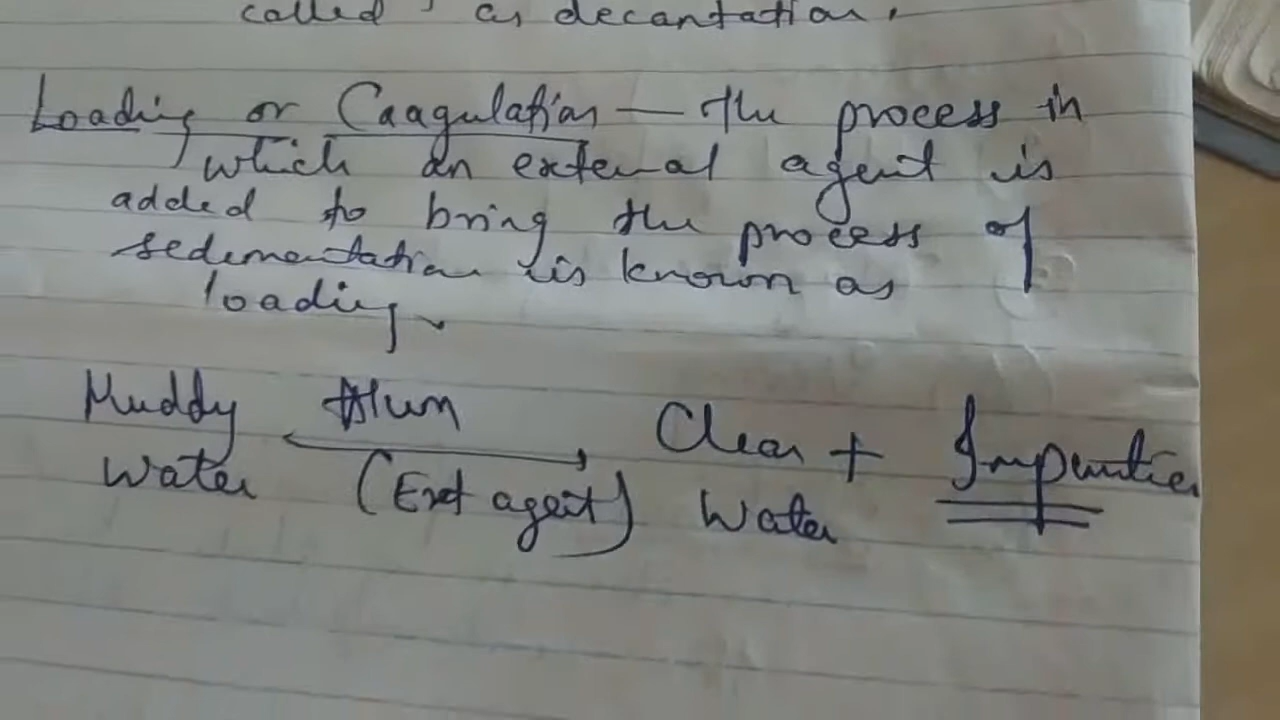 called as decantation.
Loading or Caagulation — The process in
which an external agent is
added to bring the process of
sedimentation is known as
loading.
Muddy Alum Clear + Impurities
Water (Ext agent) Water